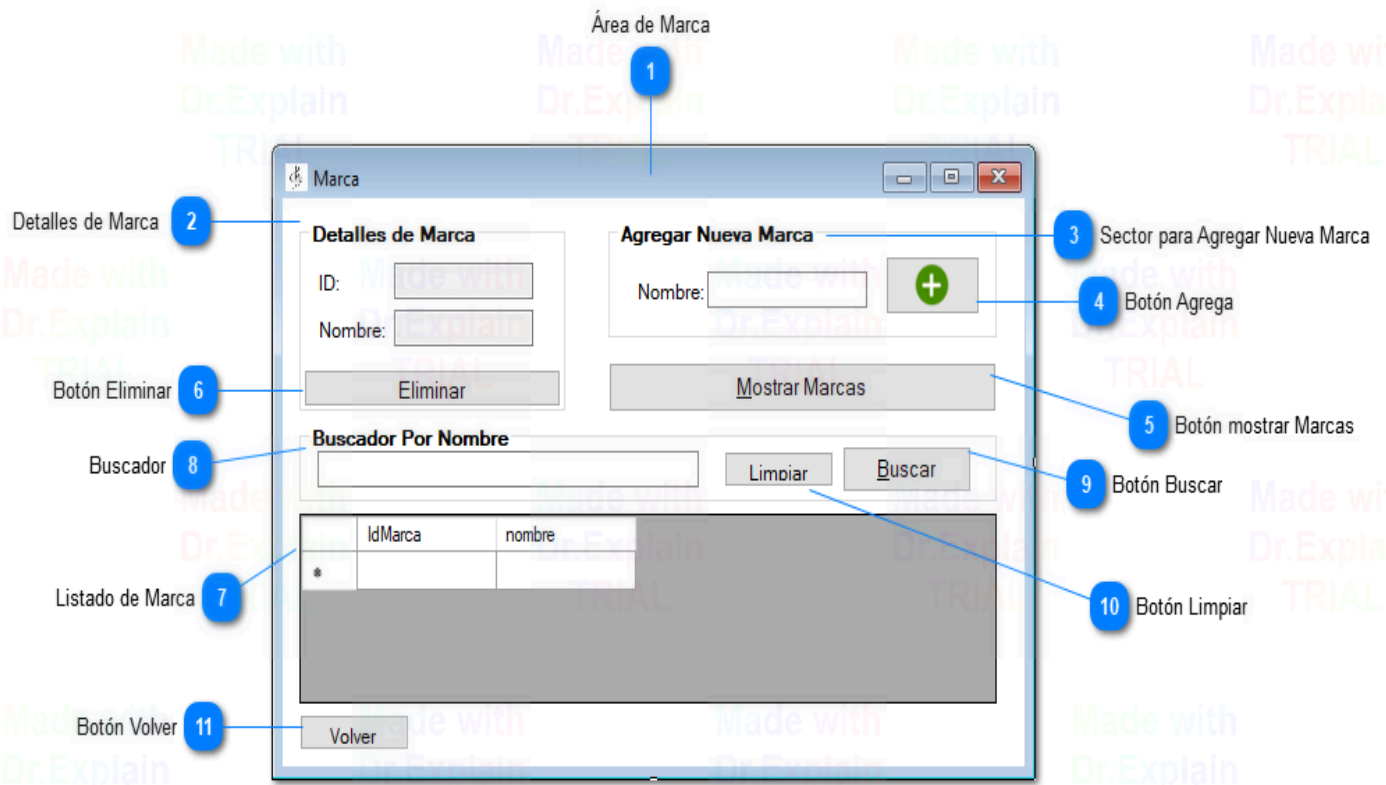 Área de Marca
1
Marca
Detalles de Marca 2
Detalles de Marca
ID:
Nombre:
Eliminar
Agregar Nueva Marca
Nombre:
3 Sector para Agregar Nueva Marca
4 Botón Agrega
Mostrar Marcas
5 Botón mostrar Marcas
Botón Eliminar 6
Buscador 8
Buscador Por Nombre
Limpiar
Buscar
9 Botón Buscar
IdMarca nombre
*
Listado de Marca 7
10 Botón Limpiar
Botón Volver 11
Volver
Made with
Dr.Explain
TRIAL